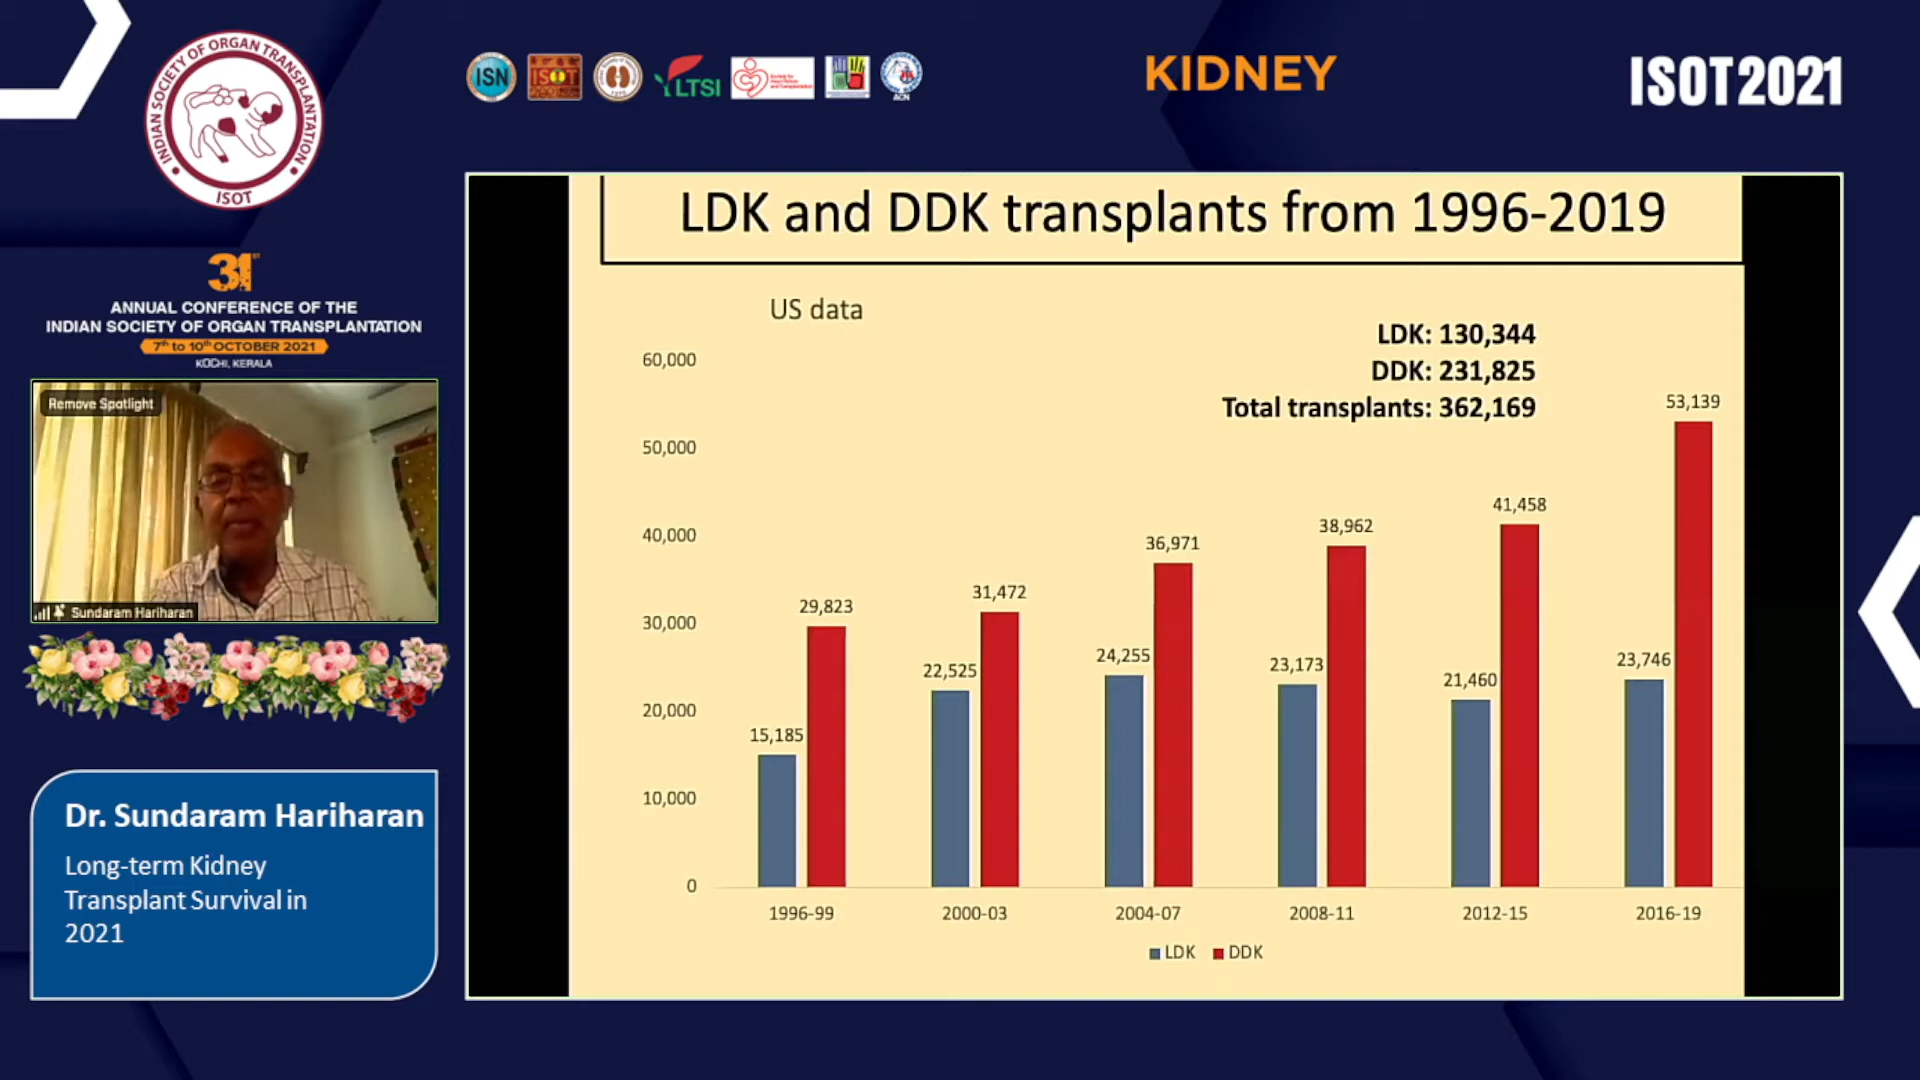 INDIAN SOCIETY OF ORGAN TRANSPLANTATION
ISOT
ISN
ISOT
LTSI
ACN
KIDNEY
ISOT2021
31ST
ANNUAL CONFERENCE OF THE
INDIAN SOCIETY OF ORGAN TRANSPLANTATION
7th to 10th OCTOBER 2021
KOCHI, KERALA
Remove Spotlight
Sundaram Hariharan
Dr. Sundaram Hariharan
Long-term Kidney
Transplant Survival in
2021
LDK and DDK transplants from 1996-2019
US data
LDK: 130,344
DDK: 231,825
Total transplants: 362,169
60,000
50,000
40,000
30,000
20,000
10,000
0
15,185
29,823
22,525
31,472
24,255
36,971
23,173
38,962
21,460
41,458
23,746
53,139
1996-99
2000-03
2004-07
2008-11
2012-15
2016-19
LDK
DDK